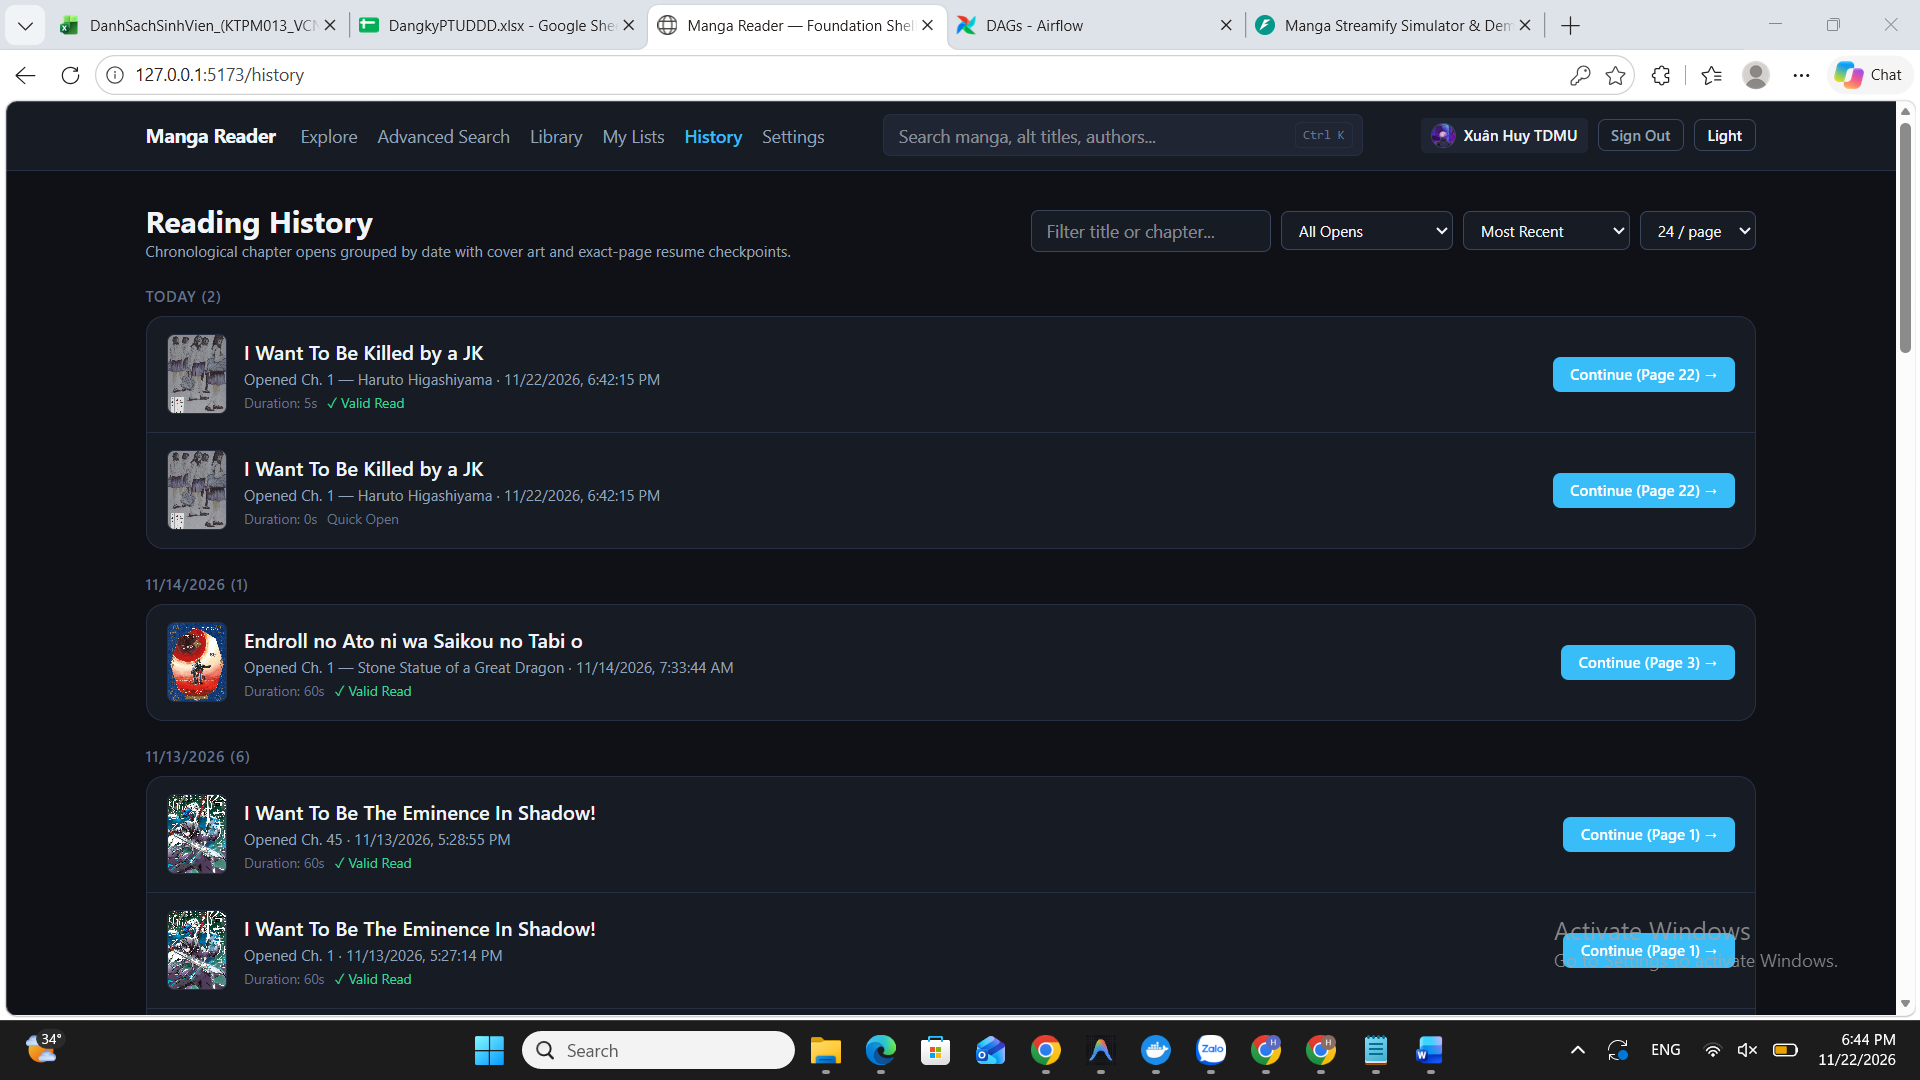 DanhSachSinhVien_(KTPM013_VCN
DangkyPTUDDD.xlsx - Google She
Manga Reader — Foundation Shel
DAGs - Airflow
Manga Streamify Simulator & Dem
127.0.0.1:5173/history
Chat
Manga Reader
Explore
Advanced Search
Library
My Lists
History
Settings
Search manga, alt titles, authors...
Ctrl K
Xuân Huy TDMU
Sign Out
Light
Reading History
Chronological chapter opens grouped by date with cover art and exact-page resume checkpoints.
Filter title or chapter...
All Opens
Most Recent
24 / page
TODAY (2)
I Want To Be Killed by a JK
Opened Ch. 1 — Haruto Higashiyama · 11/22/2026, 6:42:15 PM
Duration: 5s ✓ Valid Read
Continue (Page 22) →
I Want To Be Killed by a JK
Opened Ch. 1 — Haruto Higashiyama · 11/22/2026, 6:42:15 PM
Duration: 0s Quick Open
Continue (Page 22) →
11/14/2026 (1)
Endroll no Ato ni wa Saikou no Tabi o
Opened Ch. 1 — Stone Statue of a Great Dragon · 11/14/2026, 7:33:44 AM
Duration: 60s ✓ Valid Read
Continue (Page 3) →
11/13/2026 (6)
I Want To Be The Eminence In Shadow!
Opened Ch. 45 · 11/13/2026, 5:28:55 PM
Duration: 60s ✓ Valid Read
Continue (Page 1) →
I Want To Be The Eminence In Shadow!
Opened Ch. 1 · 11/13/2026, 5:27:14 PM
Duration: 60s ✓ Valid Read
Continue (Page 1) →
Activate Windows
Go to Settings to activate Windows.
34°
Search
Zalo
ENG
6:44 PM
11/22/2026